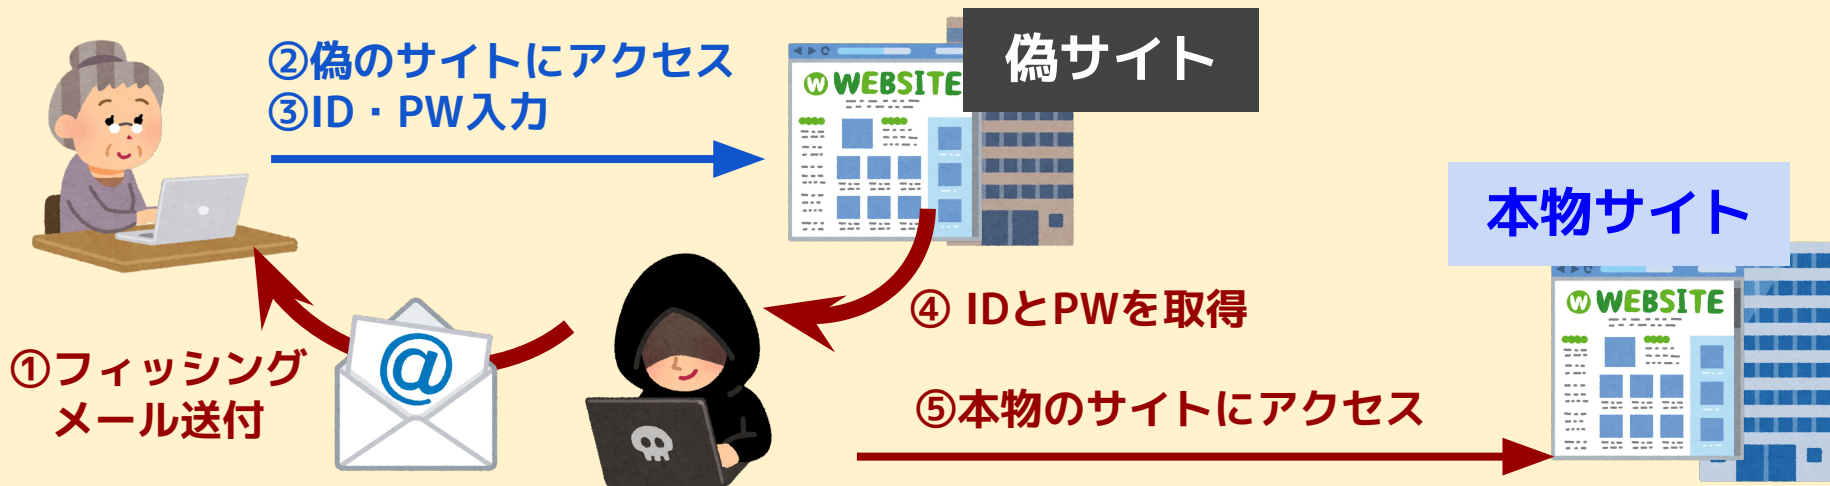 ②偽のサイトにアクセス
③ID・PW入力
偽サイト
WEBSITE
本物サイト
WEBSITE
①フィッシング
メール送付
@
④ IDとPWを取得
⑤本物のサイトにアクセス